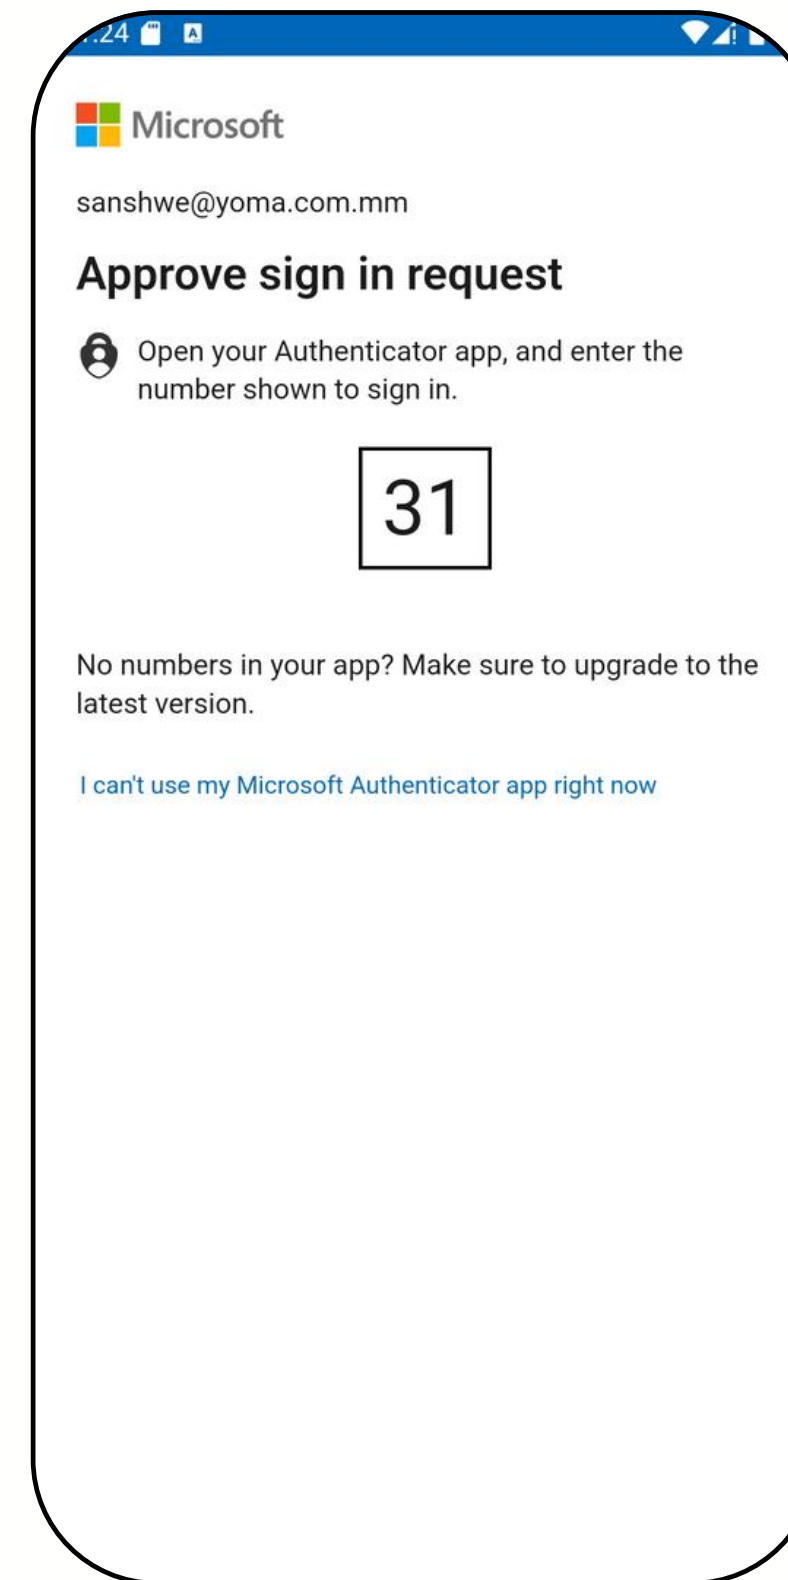 :24
Microsoft
sanshwe@yoma.com.mm
Approve sign in request
Open your Authenticator app, and enter the
number shown to sign in.
31
No numbers in your app? Make sure to upgrade to the
latest version.
I can't use my Microsoft Authenticator app right now